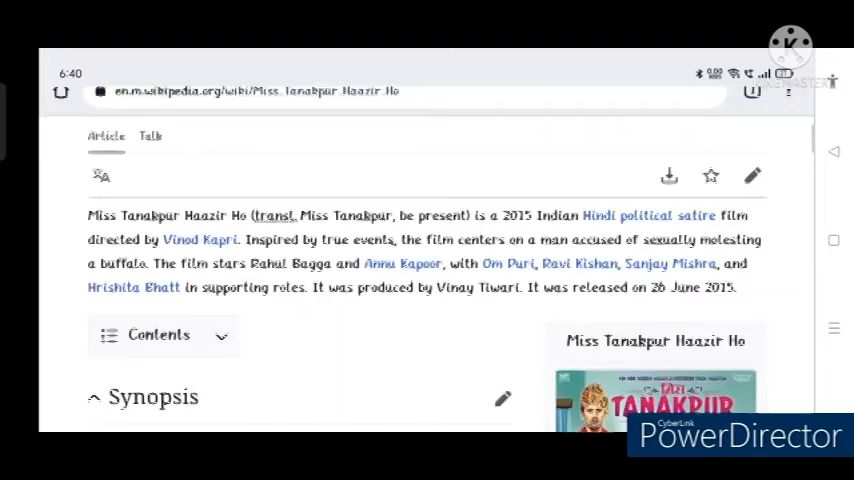 6:40
0.00
21
en.m.wikipedia.org/wiki/Miss_Tanakpur_Haazir_Ho
Article Talk
Miss Tanakpur Haazir Ho (transl. Miss Tanakpur, be present) is a 2015 Indian Hindi political satire film
directed by Vinod Kapri. Inspired by true events, the film centers on a man accused of sexually molesting
a buffalo. The film stars Rahul Bagga and Annu Kapoor, with Om Puri, Ravi Kishan, Sanjay Mishra, and
Hrishita Bhatt in supporting roles. It was produced by Vinay Tiwari. It was released on 26 June 2015.
Contents
Miss Tanakpur Haazir Ho
Synopsis
मिस
TANAKPUR
CyberLink
PowerDirector